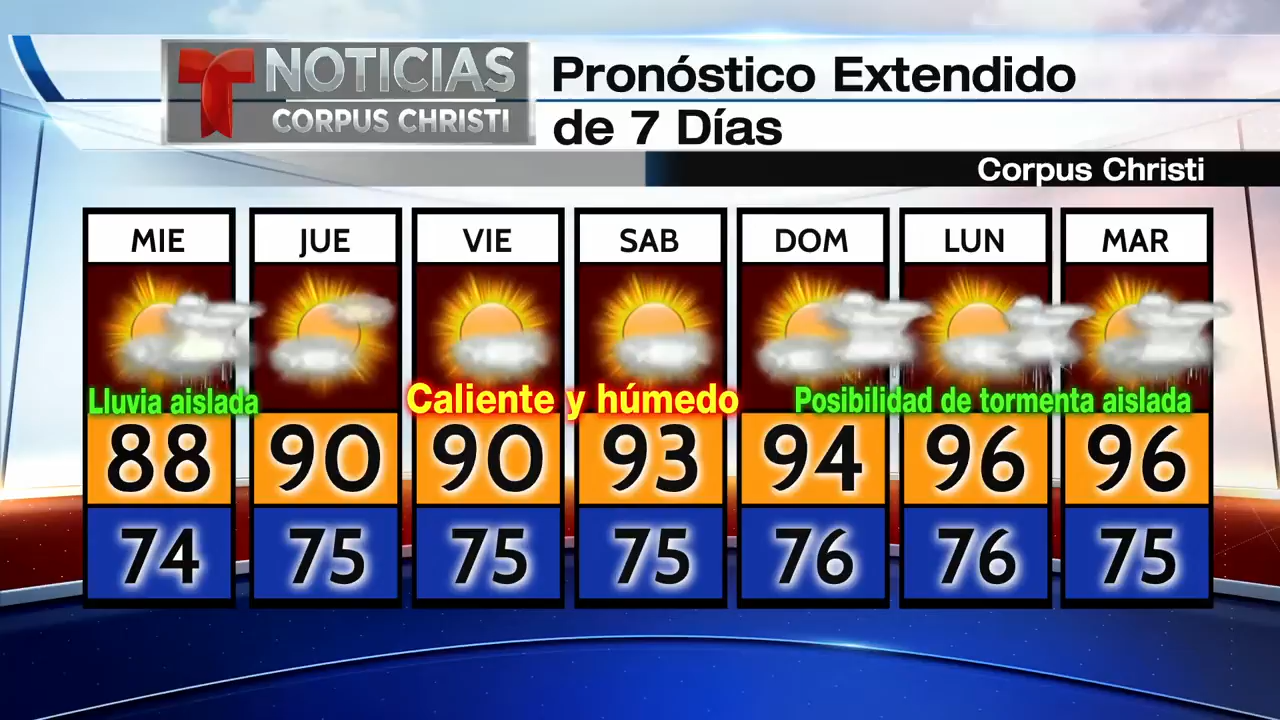 NOTICIAS
CORPUS CHRISTI
Pronóstico Extendido
de 7 Días
Corpus Christi
MIE JUE VIE SAB DOM LUN MAR
Lluvia aislada Caliente y húmedo Posibilidad de tormenta aislada
88 90 90 93 94 96 96
74 75 75 75 76 76 75